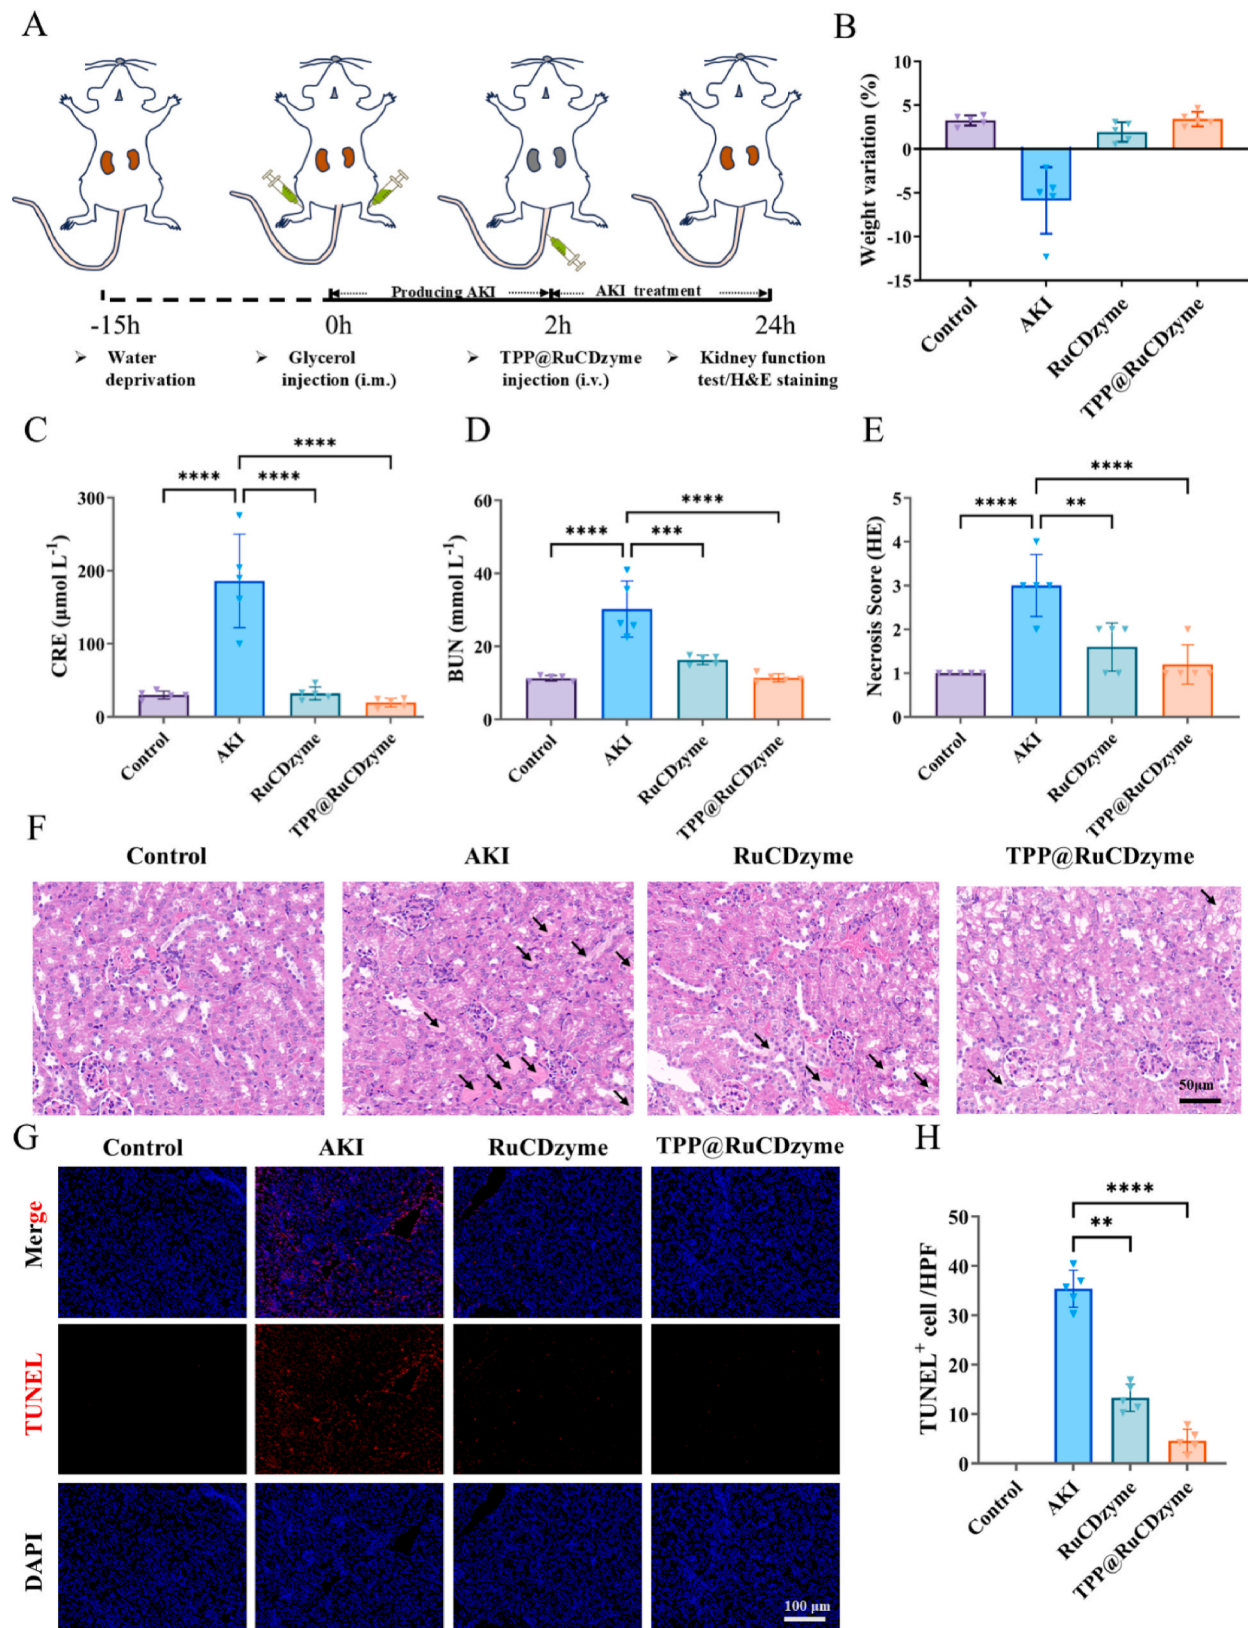 A
Producing AKI
AKI treatment
-15h
0h
2h
24h
➢ Water
deprivation
➢ Glycerol
injection (i.m.)
➢ TPP@RuCDzyme
injection (i.v.)
➢ Kidney function
test/H&E staining
B
Weight variation (%)
10
5
0
-5
-10
-15
Control
AKI
RuCDzyme
TPP@RuCDzyme
C
CRE (μmol L⁻¹)
300
200
100
0
****
****
****
Control
AKI
RuCDzyme
TPP@RuCDzyme
D
BUN (mmol L⁻¹)
60
40
20
0
****
***
****
Control
AKI
RuCDzyme
TPP@RuCDzyme
E
Necrosis Score (HE)
5
4
3
2
1
0
****
**
****
Control
AKI
RuCDzyme
TPP@RuCDzyme
F
Control
AKI
RuCDzyme
TPP@RuCDzyme
50μm
G
Control
AKI
RuCDzyme
TPP@RuCDzyme
Merge
TUNEL
DAPI
100 μm
H
TUNEL⁺ cell /HPF
50
40
30
20
10
0
****
**
Control
AKI
RuCDzyme
TPP@RuCDzyme